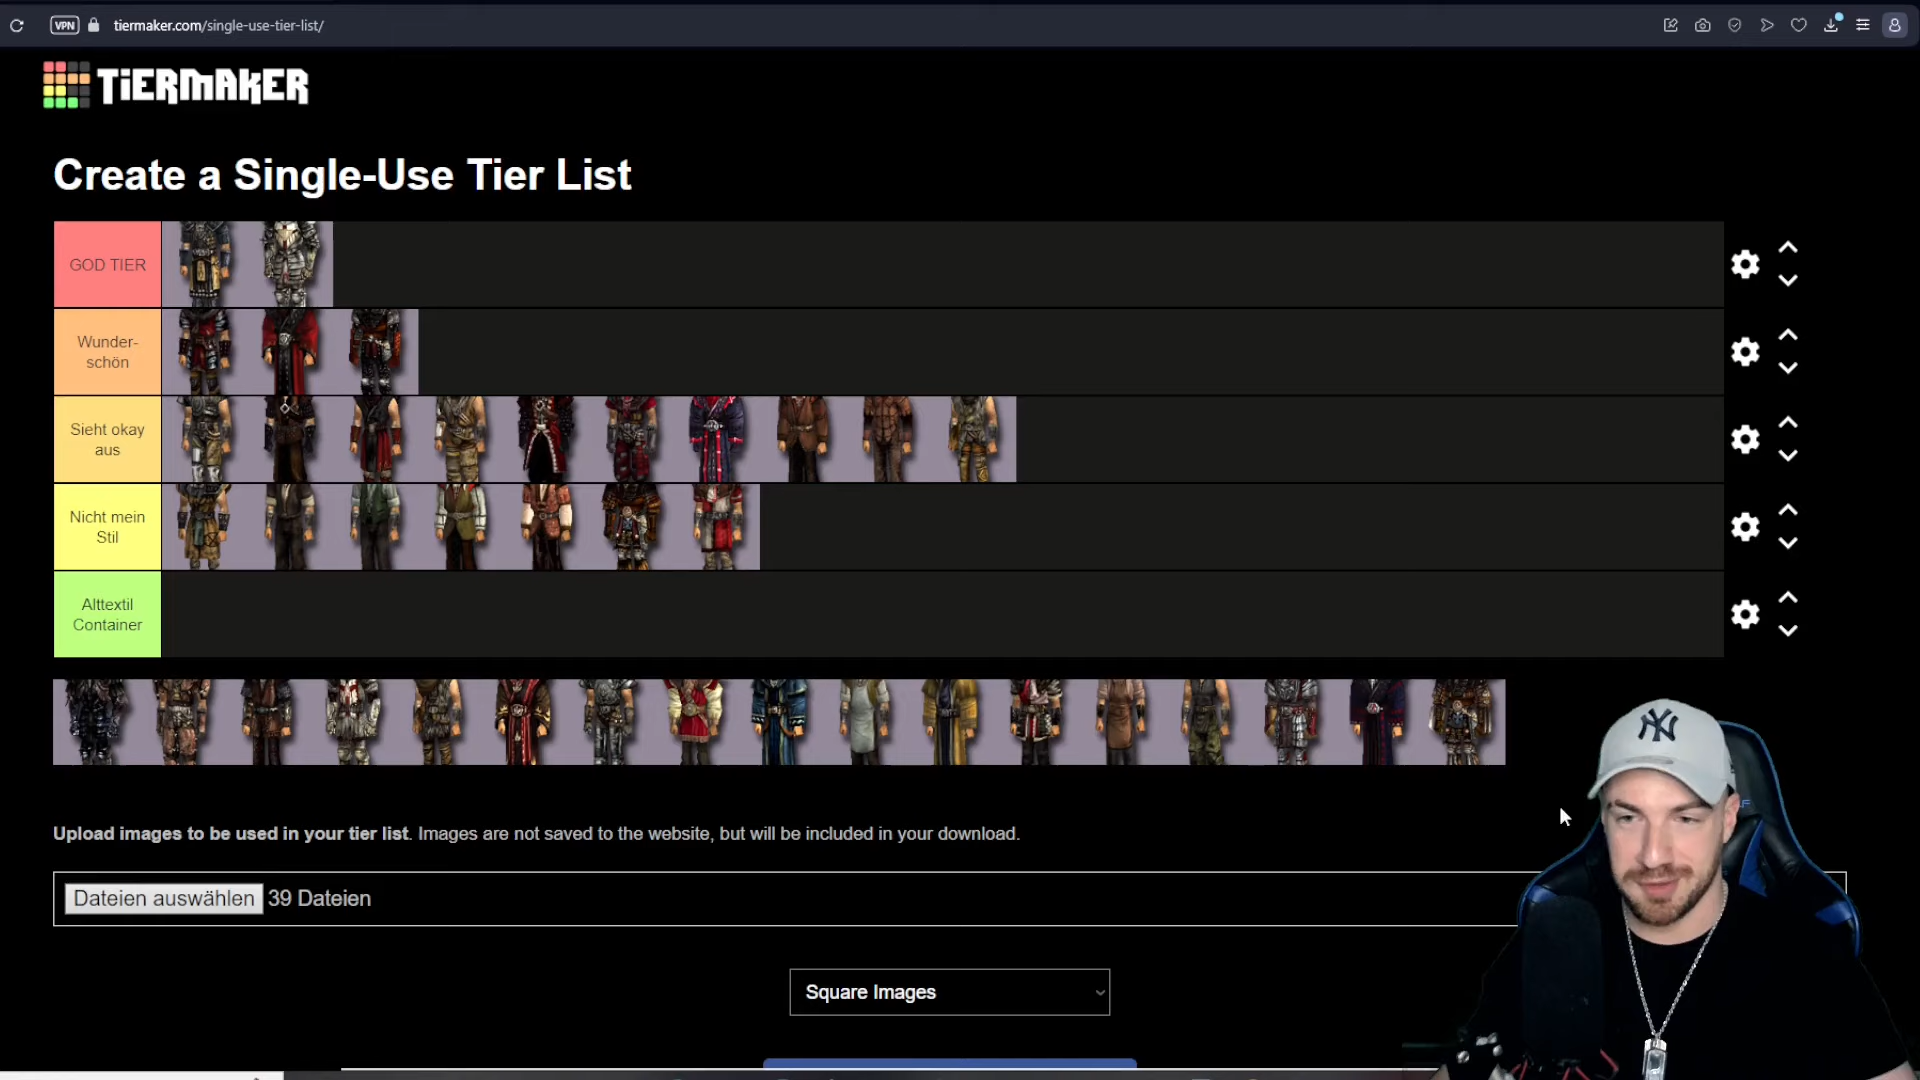 VPN
tiermaker.com/single-use-tier-list/
TiERMAKER
Create a Single-Use Tier List
GOD TIER
Wunder-
schön
Sieht okay
aus
Nicht mein
Stil
Alttextil
Container
Upload images to be used in your tier list. Images are not saved to the website, but will be included in your download.
Dateien auswählen 39 Dateien
Square Images
NY